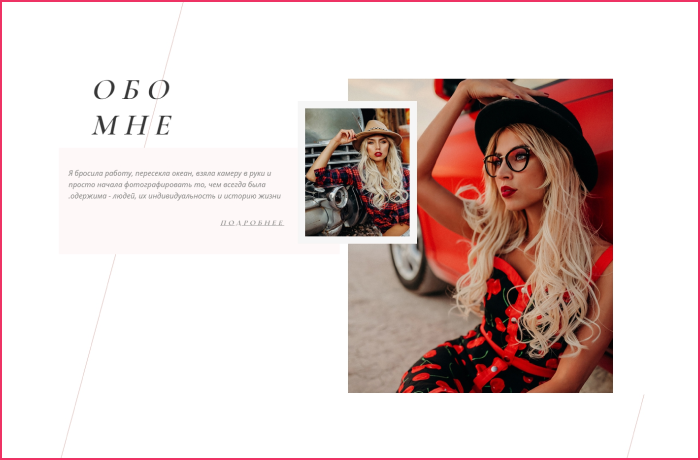 ОБО
МНЕ
Я бросила работу, пересекла океан, взяла камеру в руки и
просто начала фотографировать то, чем всегда была
.одержима - людей, их индивидуальность и историю жизни
ПОДРОБНЕЕ